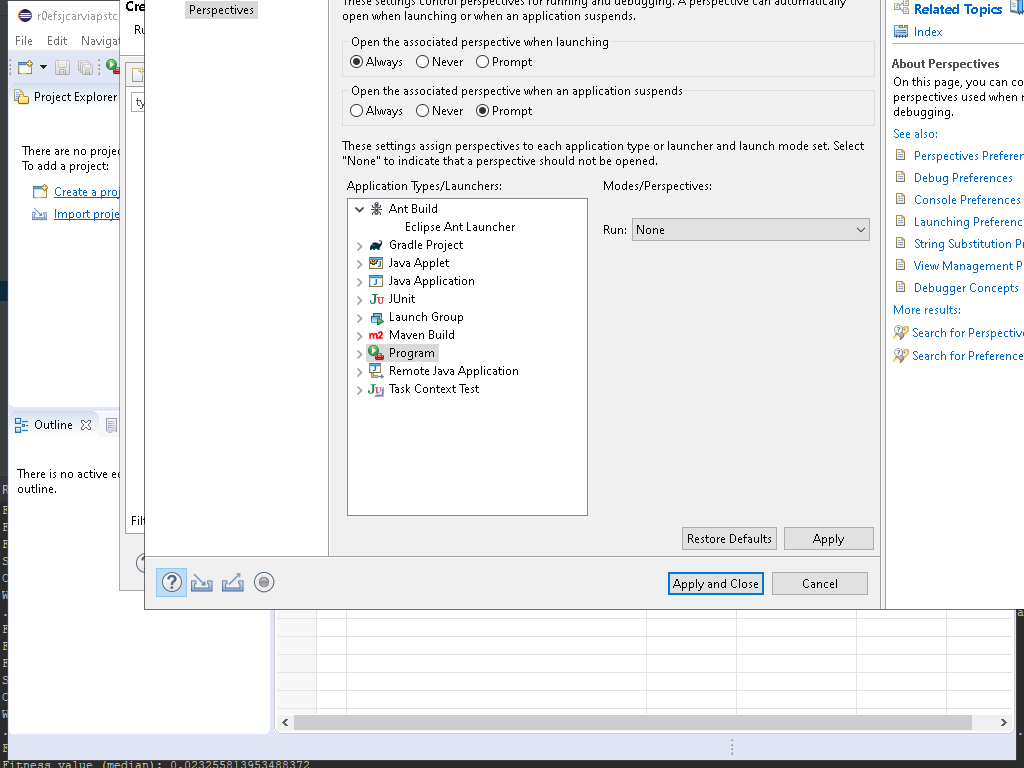 r0efsjcarviapstc
File Edit Navigat
Project Explorer
There are no proje
To add a project:
Create a proj
Import proje
Outline
There is no active ed
outline.
Cre
Ru
ty
Filt
Perspectives
These settings control perspectives for running and debugging. A perspective can automatically
open when launching or when an application suspends.
Open the associated perspective when launching
Always Never Prompt
Open the associated perspective when an application suspends
Always Never Prompt
These settings assign perspectives to each application type or launcher and launch mode set. Select
"None" to indicate that a perspective should not be opened.
Application Types/Launchers:
Modes/Perspectives:
Ant Build
Eclipse Ant Launcher
Gradle Project
Java Applet
Java Application
JUnit
Launch Group
Maven Build
Program
Remote Java Application
Task Context Test
Run: None
Restore Defaults Apply
Apply and Close Cancel
Related Topics
Index
About Perspectives
On this page, you can co
perspectives used when r
debugging.
See also:
Perspectives Preferen
Debug Preferences
Console Preferences
Launching Preferenc
String Substitution P
View Management P
Debugger Concepts
More results:
Search for Perspective
Search for Preference
Fitness value (median): 0.023255813953488372